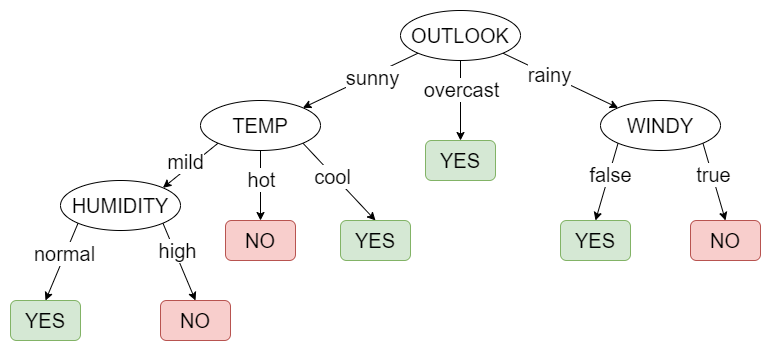 OUTLOOK
sunny
overcast
rainy
TEMP
WINDY
YES
mild
hot
cool
false
true
HUMIDITY
NO
YES
YES
NO
normal
high
YES
NO